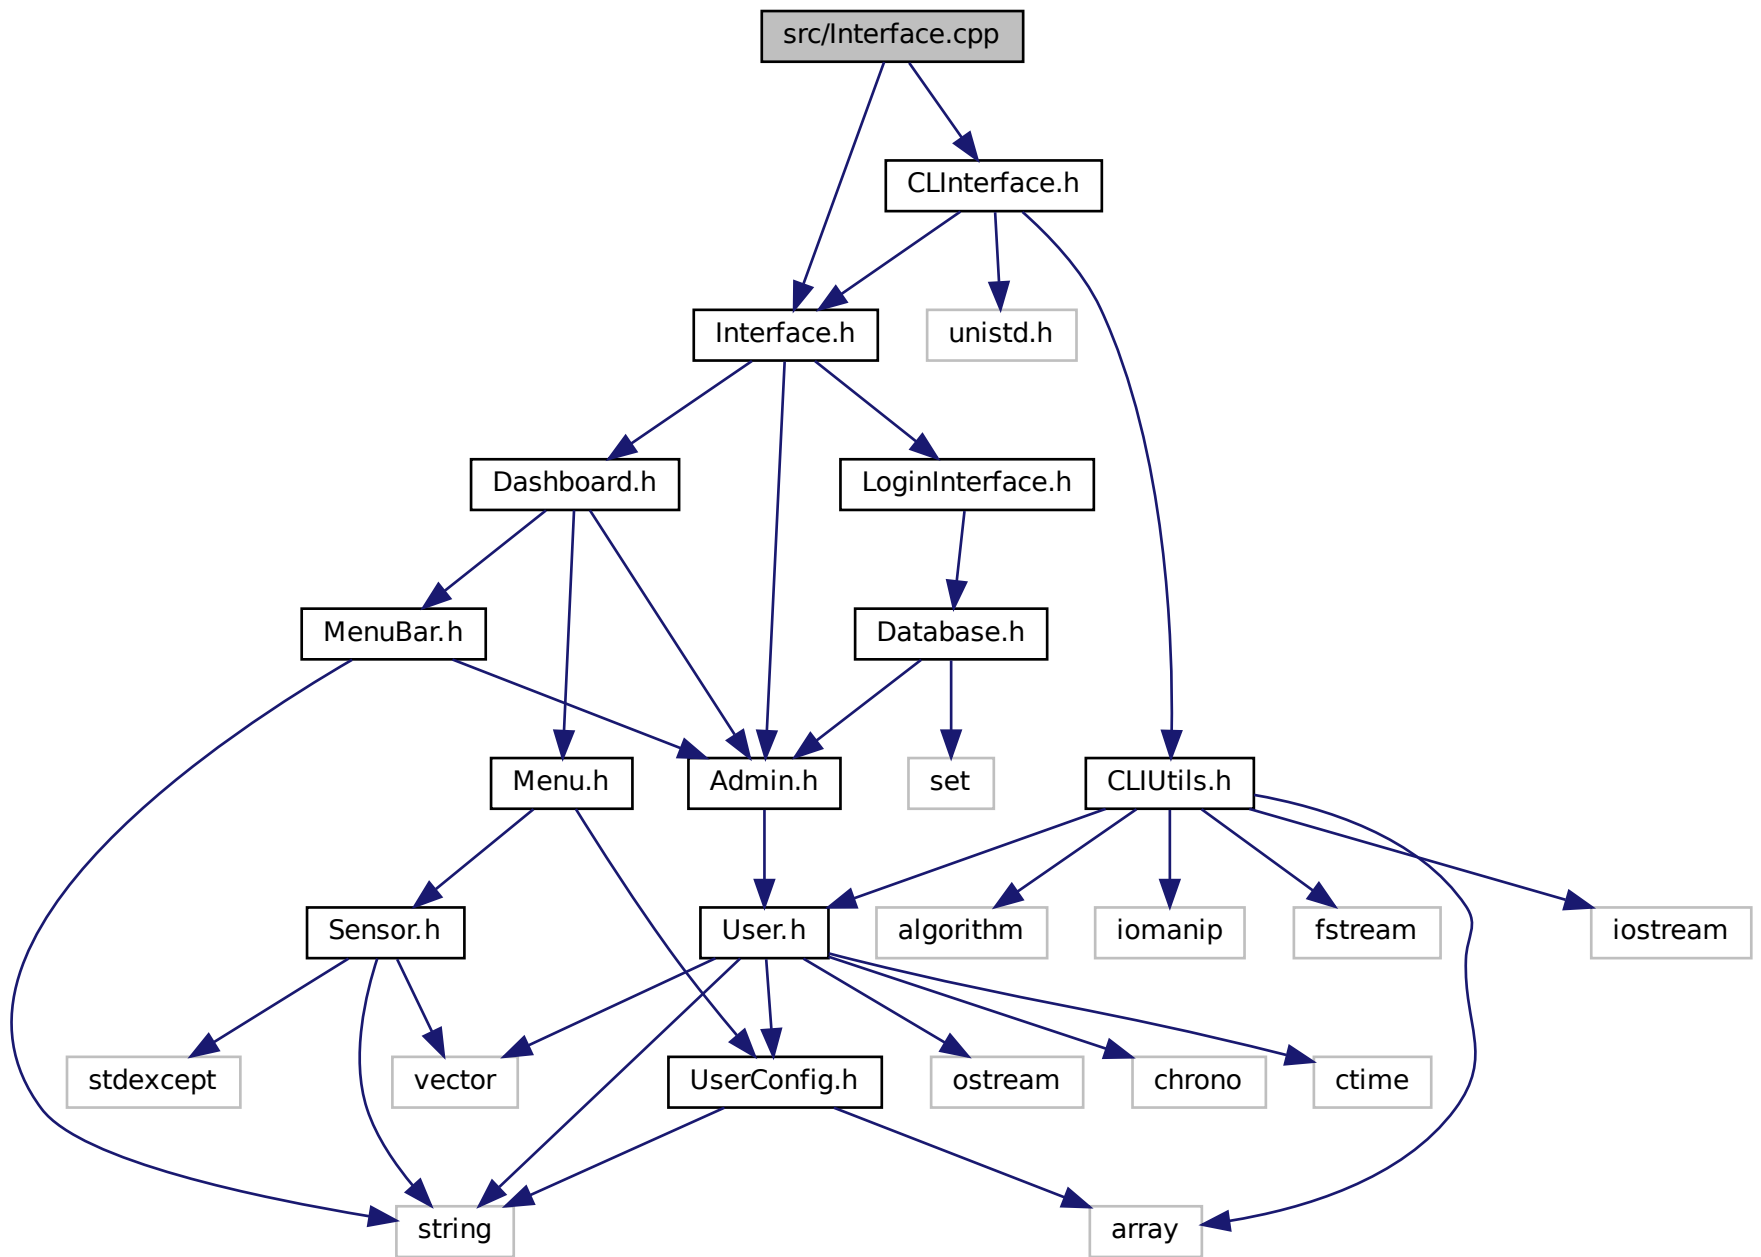 src/Interface.cpp
CLInterface.h
Interface.h
unistd.h
Dashboard.h
LoginInterface.h
MenuBar.h
Database.h
Menu.h
Admin.h
set
CLIUtils.h
Sensor.h
User.h
algorithm
iomanip
fstream
iostream
stdexcept
vector
UserConfig.h
ostream
chrono
ctime
string
array